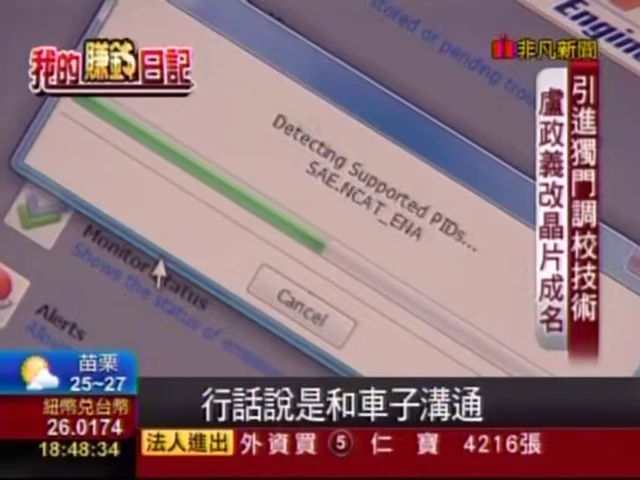 stored or pending trou
Engine
我的賺錢日記
非凡新聞
引進獨門調校技術
盧政義改晶片成名
Detecting Supported PIDs...
SAE.NCAT_ENA
Cancel
Monitor Status
Shows the status of
Alerts
苗栗
25~27
紐幣兌台幣
26.0174
18:48:34
行話說是和車子溝通
法人進出 外資買 ⑤ 仁寶 4216張